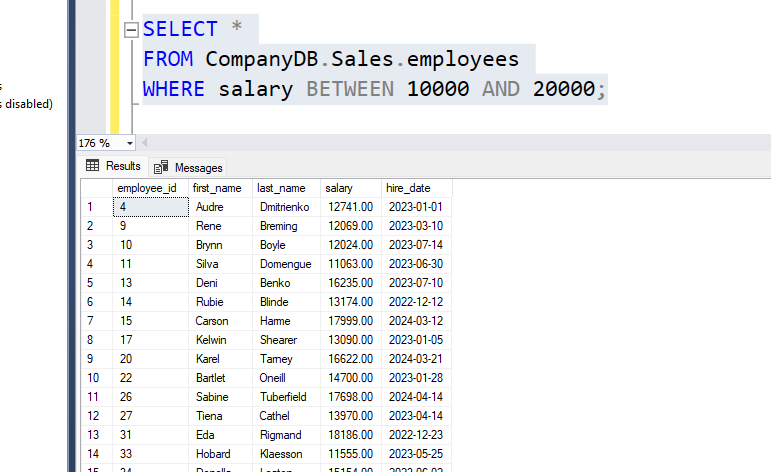 SELECT *
FROM CompanyDB.Sales.employees
s disabled)
WHERE salary BETWEEN 10000 AND 20000;
176 %
Results Messages
employee_id first_name last_name salary hire_date
1 4 Audre Dmitrienko 12741.00 2023-01-01
2 9 Rene Breming 12069.00 2023-03-10
3 10 Brynn Boyle 12024.00 2023-07-14
4 11 Silva Domengue 11063.00 2023-06-30
5 13 Deni Benko 16235.00 2023-07-10
6 14 Rubie Blinde 13174.00 2022-12-12
7 15 Carson Harme 17999.00 2024-03-12
8 17 Kelwin Shearer 13090.00 2023-01-05
9 20 Karel Tarney 16622.00 2024-03-21
10 22 Bartlet Oneill 14700.00 2023-01-28
11 26 Sabine Tuberfield 17698.00 2024-04-14
12 27 Tiena Cathel 13970.00 2023-04-14
13 31 Eda Rigmand 18186.00 2022-12-23
14 33 Hobard Klaesson 11555.00 2023-05-25